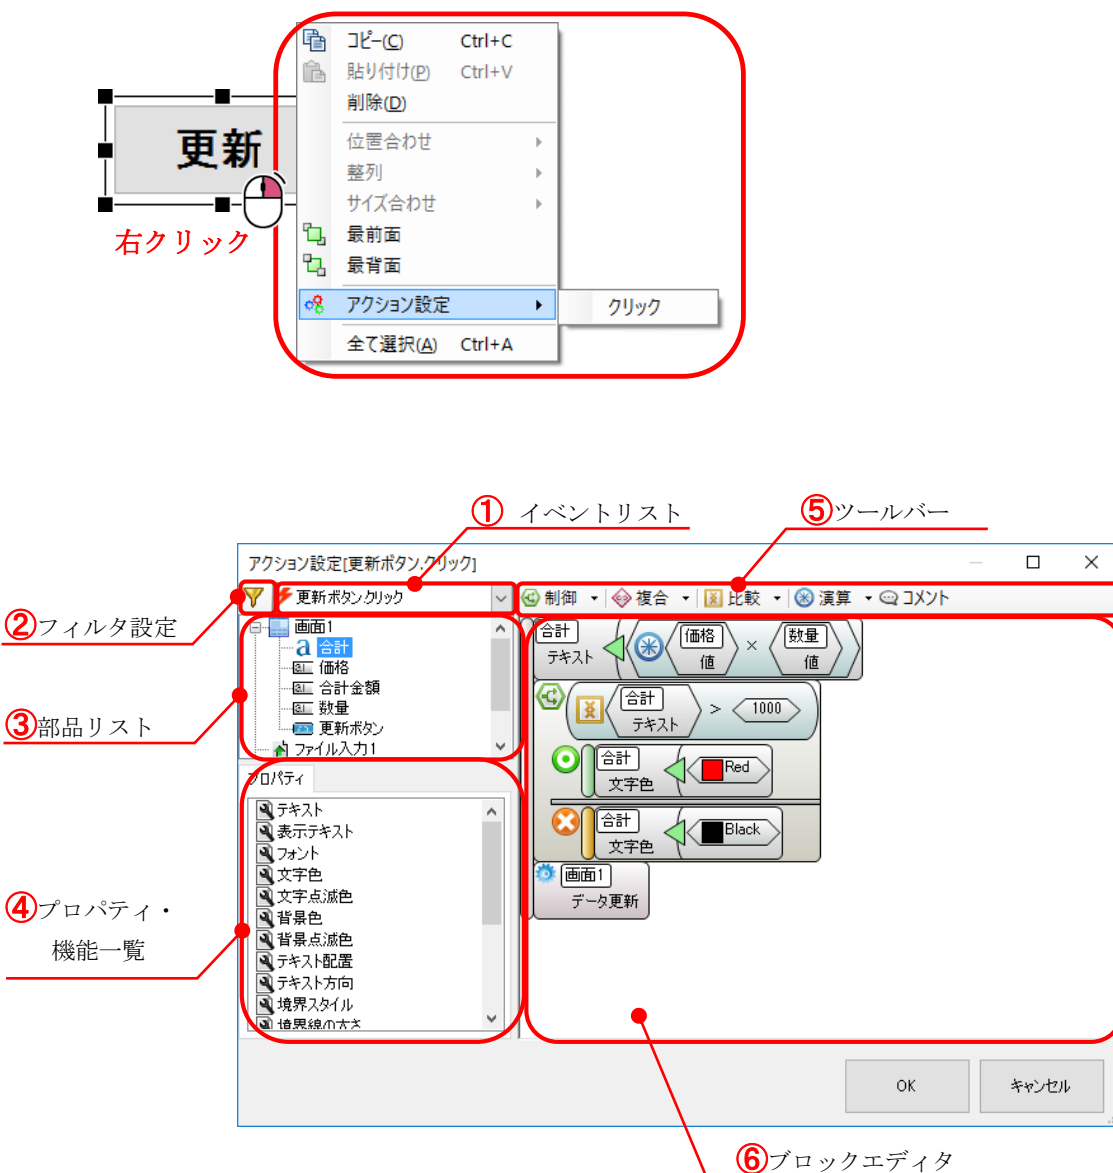 コピー(C) Ctrl+C
貼り付け(P) Ctrl+V
削除(D)
位置合わせ
整列
サイズ合わせ
最前面
最背面
アクション設定
クリック
全て選択(A) Ctrl+A
更新
右クリック
① イベントリスト
⑤ツールバー
アクション設定[更新ボタン.クリック]
更新ボタン.クリック
制御 複合 比較 演算 コメント
②フィルタ設定
画面1
a 合計
価格
合計金額
数量
更新ボタン
ファイル入力1
③部品リスト
プロパティ
テキスト
表示テキスト
フォント
文字色
文字点滅色
背景色
背景点滅色
テキスト配置
テキスト方向
境界スタイル
境界線の太さ
④プロパティ・
機能一覧
合計
テキスト
価格
値
×
数量
値
合計
テキスト
>
1000
合計
文字色
Red
合計
文字色
Black
画面1
データ更新
OK
キャンセル
⑥ブロックエディタ